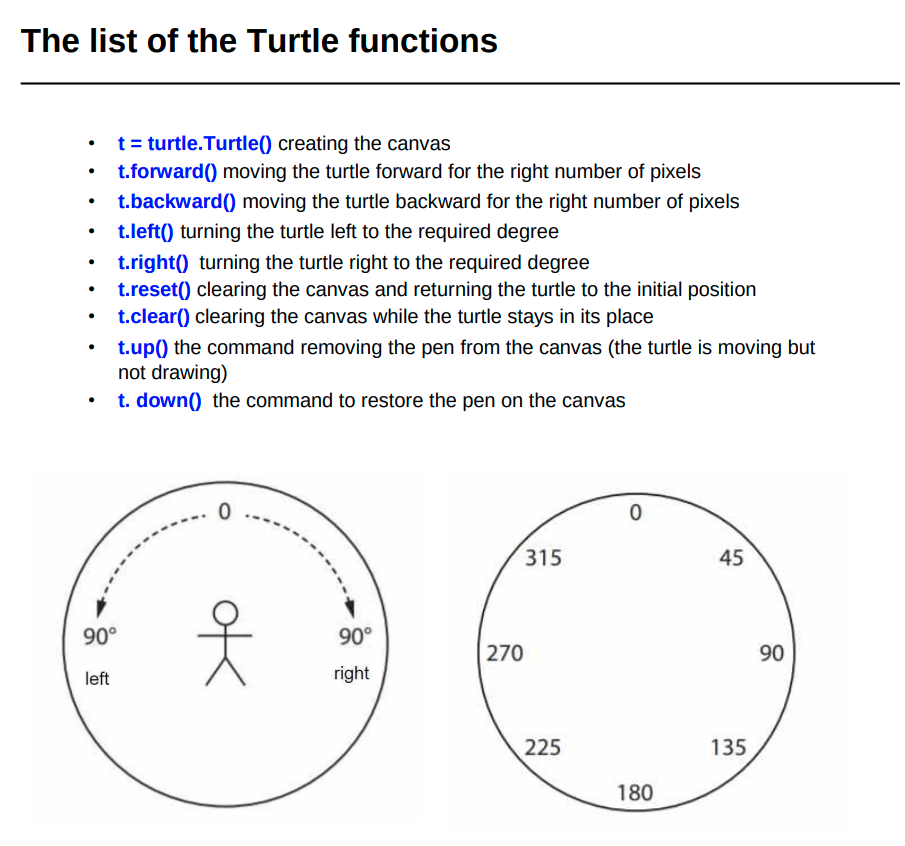 The list of the Turtle functions
• t = turtle.Turtle() creating the canvas
• t.forward() moving the turtle forward for the right number of pixels
• t.backward() moving the turtle backward for the right number of pixels
• t.left() turning the turtle left to the required degree
• t.right() turning the turtle right to the required degree
• t.reset() clearing the canvas and returning the turtle to the initial position
• t.clear() clearing the canvas while the turtle stays in its place
• t.up() the command removing the pen from the canvas (the turtle is moving but
not drawing)
• t. down() the command to restore the pen on the canvas
0
90°
90°
left
right
0
315
45
270
90
225
135
180